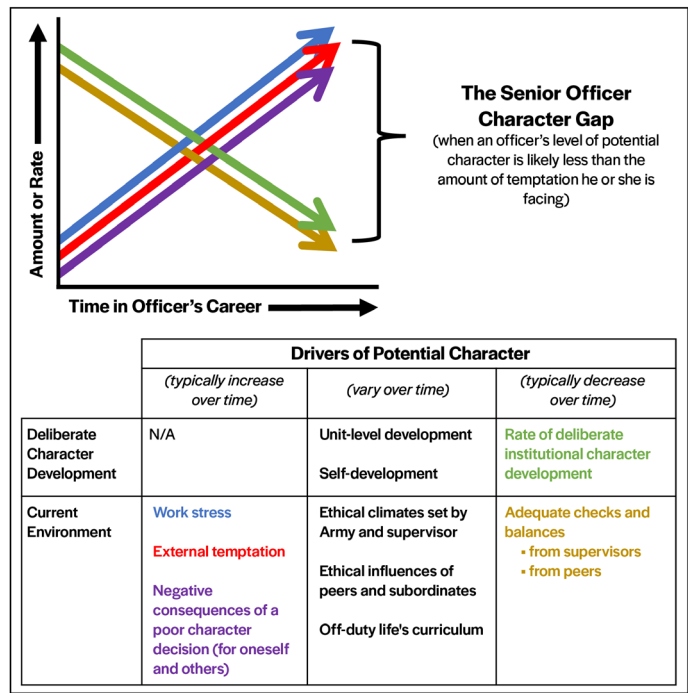 The Senior Officer
Character Gap
(when an officer’s level of potential
character is likely less than the
amount of temptation he or she is
facing)
Amount or Rate
Time in Officer’s Career
Drivers of Potential Character
(typically increase
over time)
(vary over time)
(typically decrease
over time)
Deliberate
Character
Development
N/A
Unit-level development
Self-development
Rate of deliberate
institutional character
development
Current
Environment
Work stress
External temptation
Negative
consequences of a
poor character
decision (for oneself
and others)
Ethical climates set by
Army and supervisor
Ethical influences of
peers and subordinates
Off-duty life's curriculum
Adequate checks and
balances
▪ from supervisors
▪ from peers